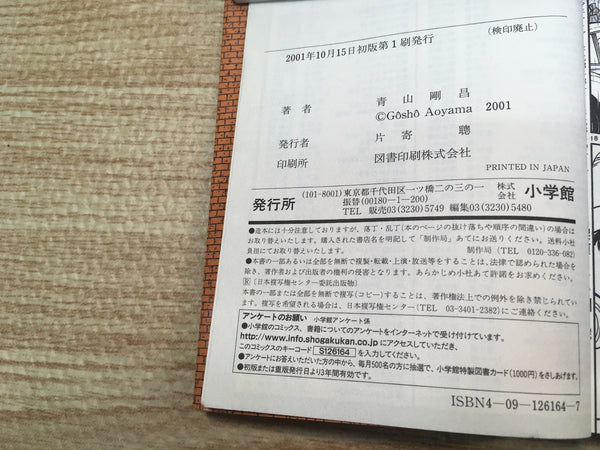 (検印廃止)
2001年10月15日初版第1刷発行
著者 青山剛昌
©Gōshō Aoyama 2001
発行者 片寄聰
印刷所 図書印刷株式会社
PRINTED IN JAPAN
発行所 (101-8001)東京都千代田区一ツ橋二の三の一 株式会社 小学館
振替(00180―1―200)
TEL 販売03(3230)5749 編集03(3230)5480
●造本には十分注意しておりますが、落丁・乱丁(本のページの抜け落ちや順序の間違い)の場合は
お取り替えいたします。購入された書店名を明記して「制作局」あてにお送りください。送料小社
負担にてお取り替えいたします。 制作局(TEL 0120-336-082)
●本書の一部あるいは全部を無断で複製・転載・上演・放送等をすることは、法律で認められた場合を
除き、著作者および出版者の権利の侵害となります。あらかじめ小社あて許諾をお求めください。
R〔日本複写権センター委託出版物〕
本書の一部または全部を無断で複写(コピー)することは、著作権法上での例外を除き禁じられてい
ます。複写を希望される場合は、日本複写権センター(TEL 03-3401-2382)にご連絡ください。
アンケートのお願い 小学館アンケート係
●小学館のコミックス、書籍についてのアンケートをインターネットで受け付けています。
http://www.info.shogakukan.co.jpにアクセスしていただき、
このコミックスのキーコード S126164 を入力してください。
●アンケートにお答えいただいた方の中から、毎月500名の方に抽選で、小学館特製図書カード(1000円)をさしあげます。
●初版または重版発行日より3年間有効です。
ISBN4―09―126164―7
18